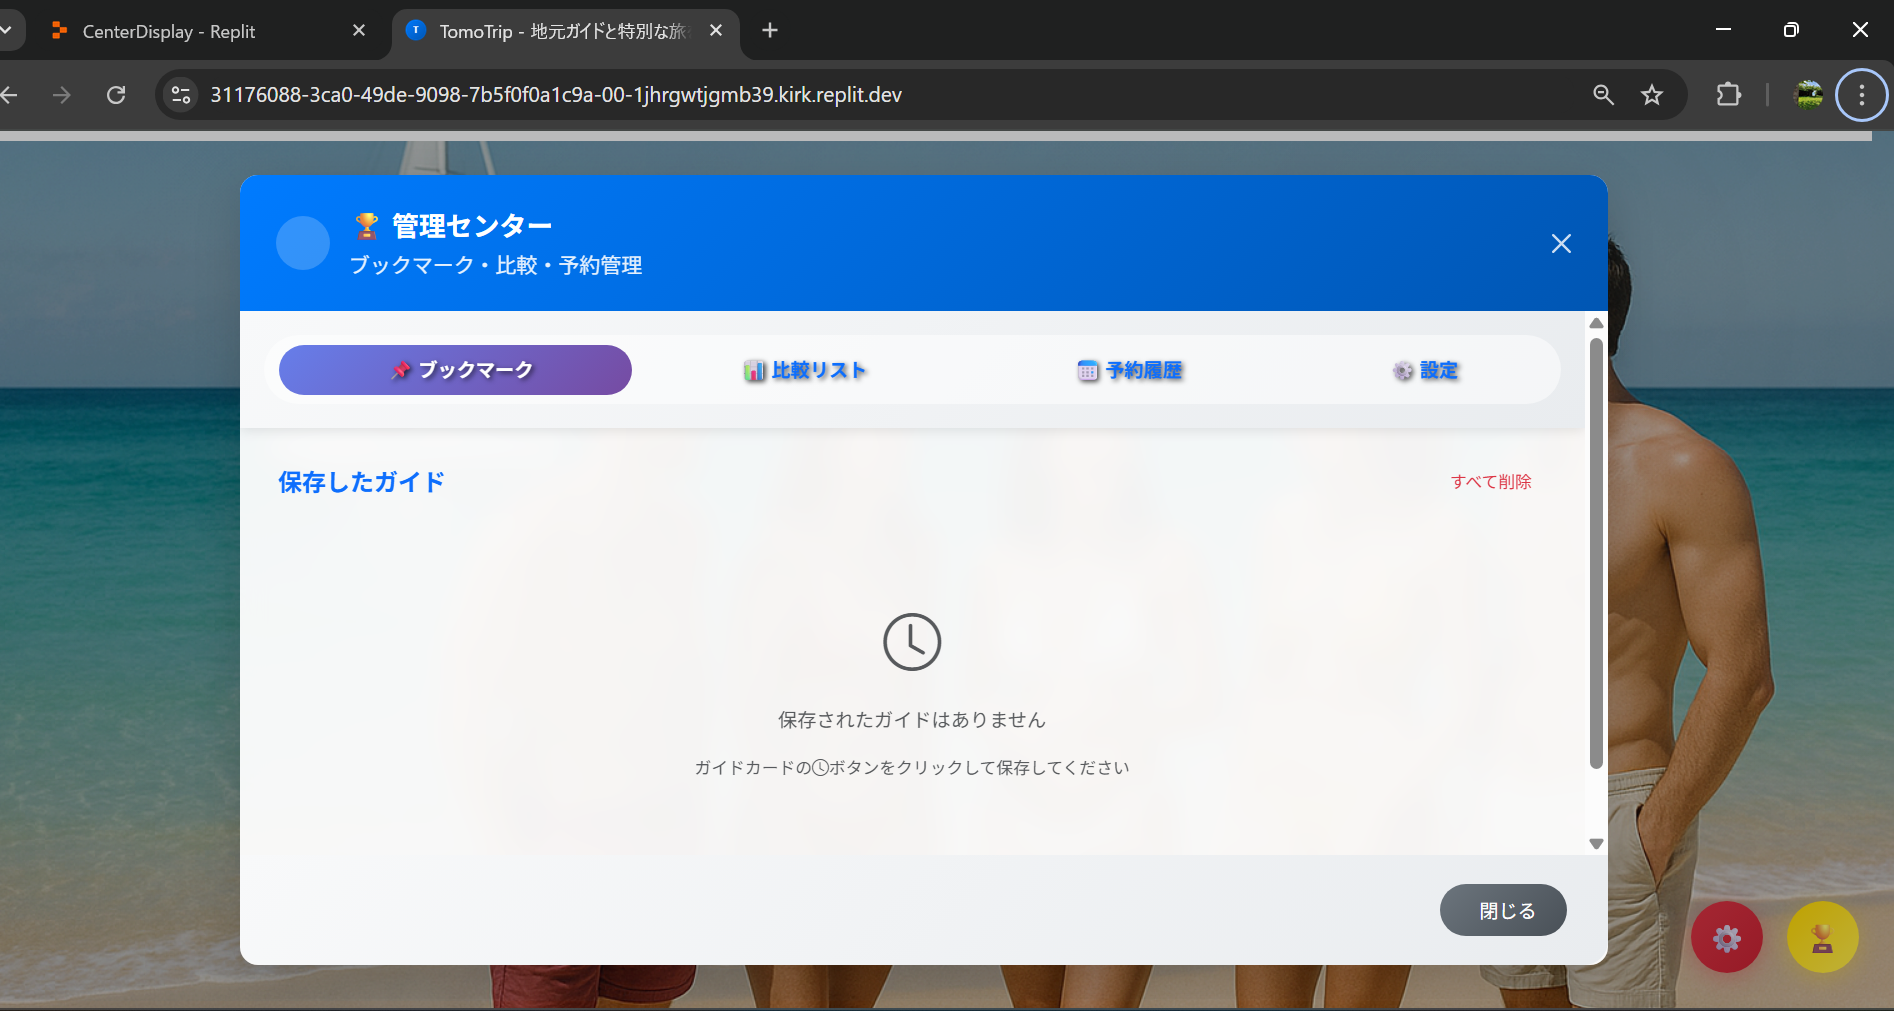 CenterDisplay - Replit
TomoTrip - 地元ガイドと特別な旅
31176088-3ca0-49de-9098-7b5f0f0a1c9a-00-1jhrgwtjgmb39.kirk.replit.dev
🏆 管理センター
ブックマーク・比較・予約管理
📌 ブックマーク
📊 比較リスト
📅 予約履歴
⚙️ 設定
保存したガイド
すべて削除
保存されたガイドはありません
ガイドカードの🕒ボタンをクリックして保存してください
閉じる